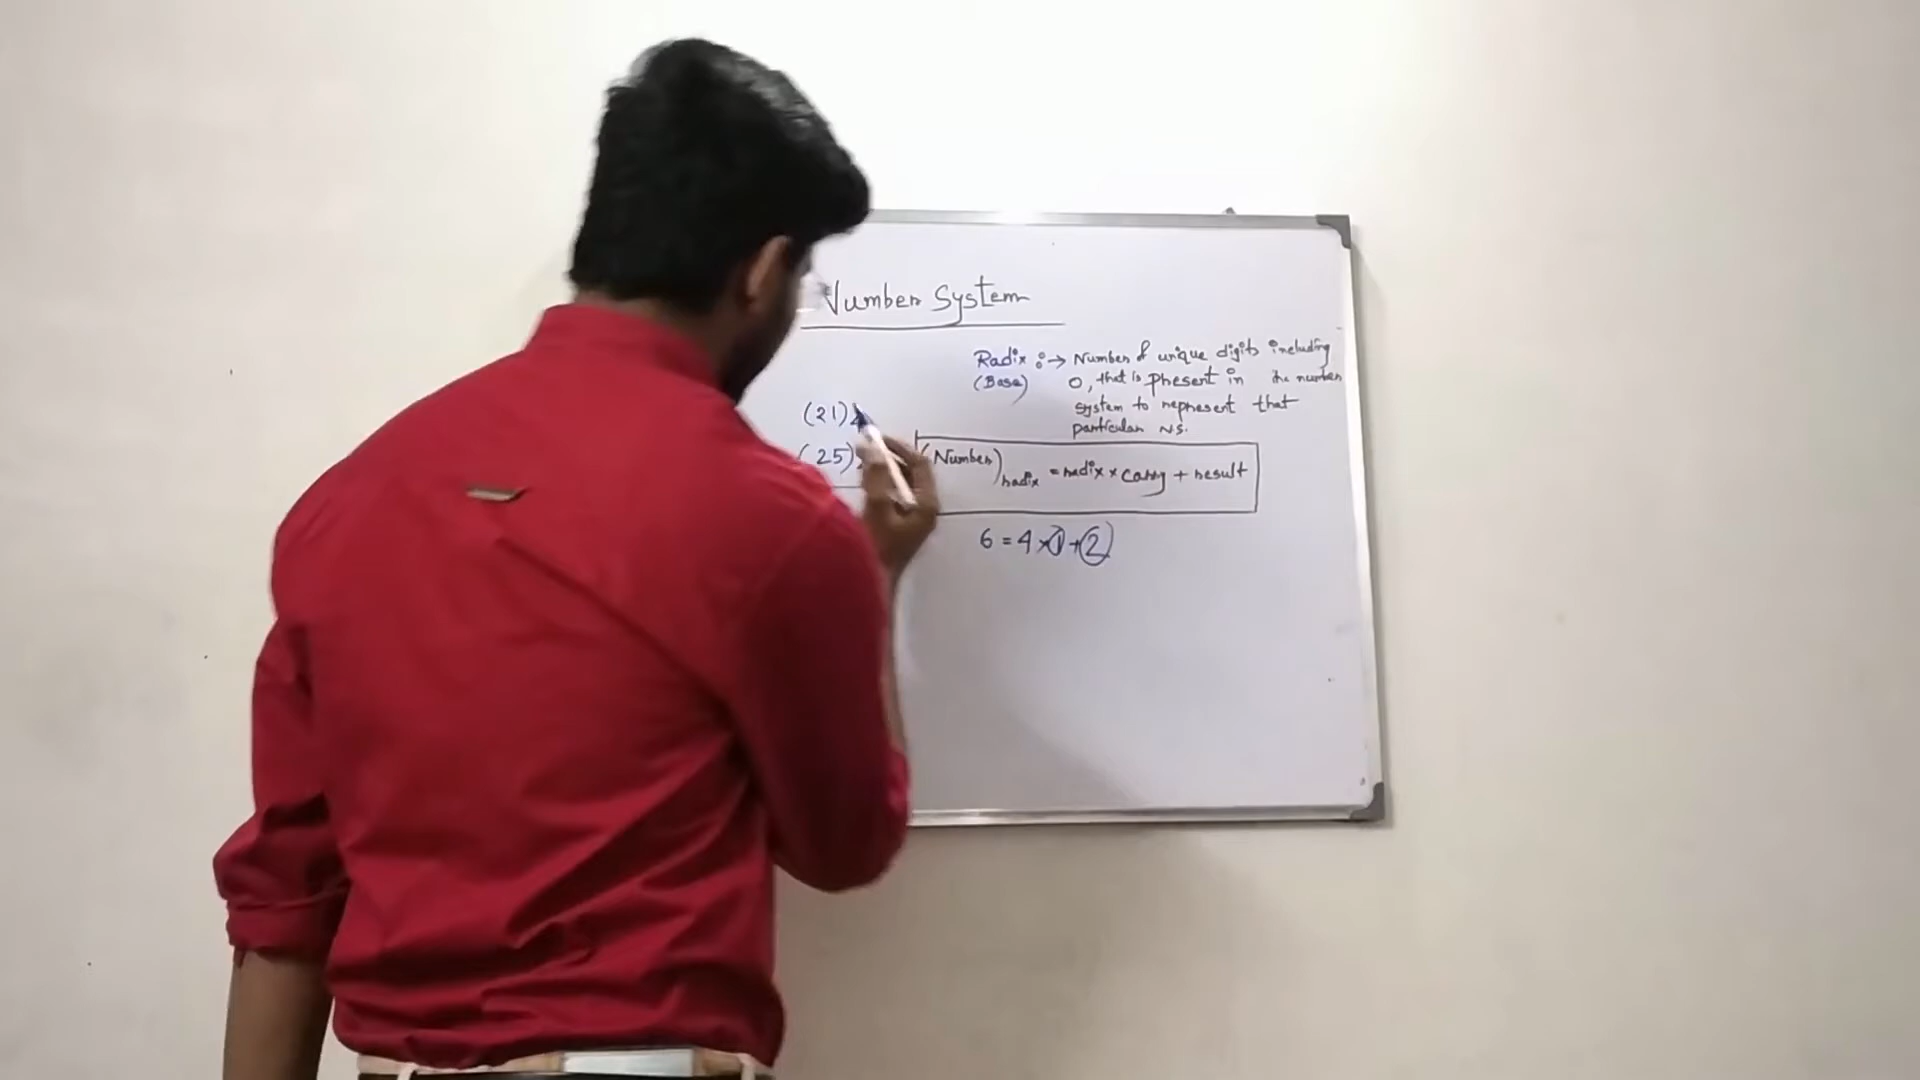 Number System
Radix :→ Number of unique digits including
(Base) 0, that is present in the number
system to represent that
particular N.S.
(21)
(25)
(Number)radix = radix × Carry + result
6 = 4 × 1 + 2